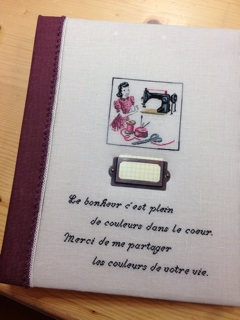 Le bonheur c'est plein
de couleurs dans le coeur.
Merci de me partager
les couleurs de votre vie.